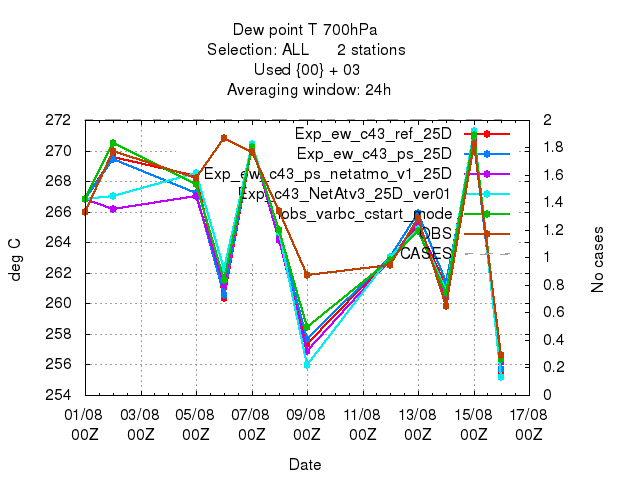 Dew point T 700hPa
Selection: ALL 2 stations
Used {00} + 03
Averaging window: 24h
272
270
268
266
264
262
260
258
256
254
2
1.8
1.6
1.4
1.2
1
0.8
0.6
0.4
0.2
0
deg C
No cases
Exp_ew_c43_ref_25D
Exp_ew_c43_ps_25D
Exp_ew_c43_ps_netatmo_v1_25D
Exp_c43_NetAtv3_25D_ver01
OBS
CASES
01/08 03/08 05/08 07/08 09/08 11/08 13/08 15/08 17/08
00Z 00Z 00Z 00Z 00Z 00Z 00Z 00Z 00Z
Date